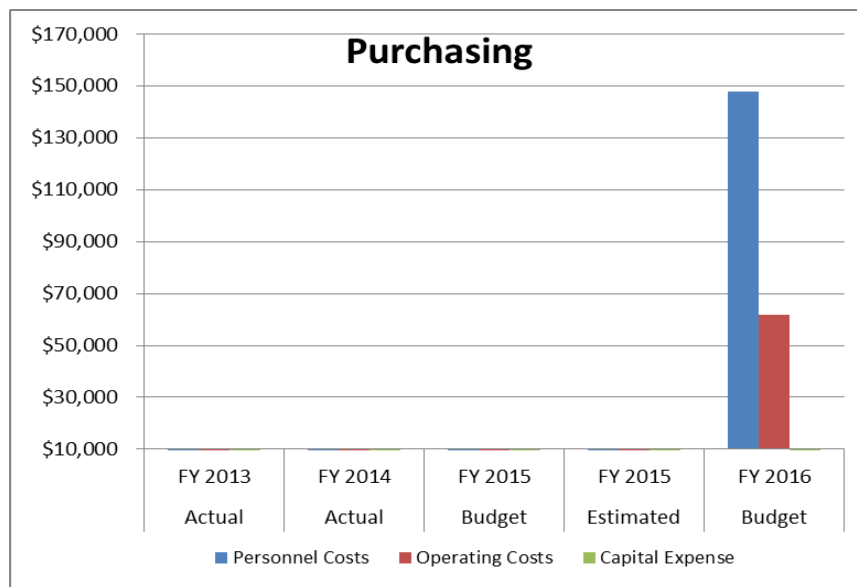 Purchasing
$170,000
$150,000
$130,000
$110,000
$90,000
$70,000
$50,000
$30,000
$10,000
FY 2013 FY 2014 FY 2015 FY 2015 FY 2016
Actual Actual Budget Estimated Budget
Personnel Costs Operating Costs Capital Expense